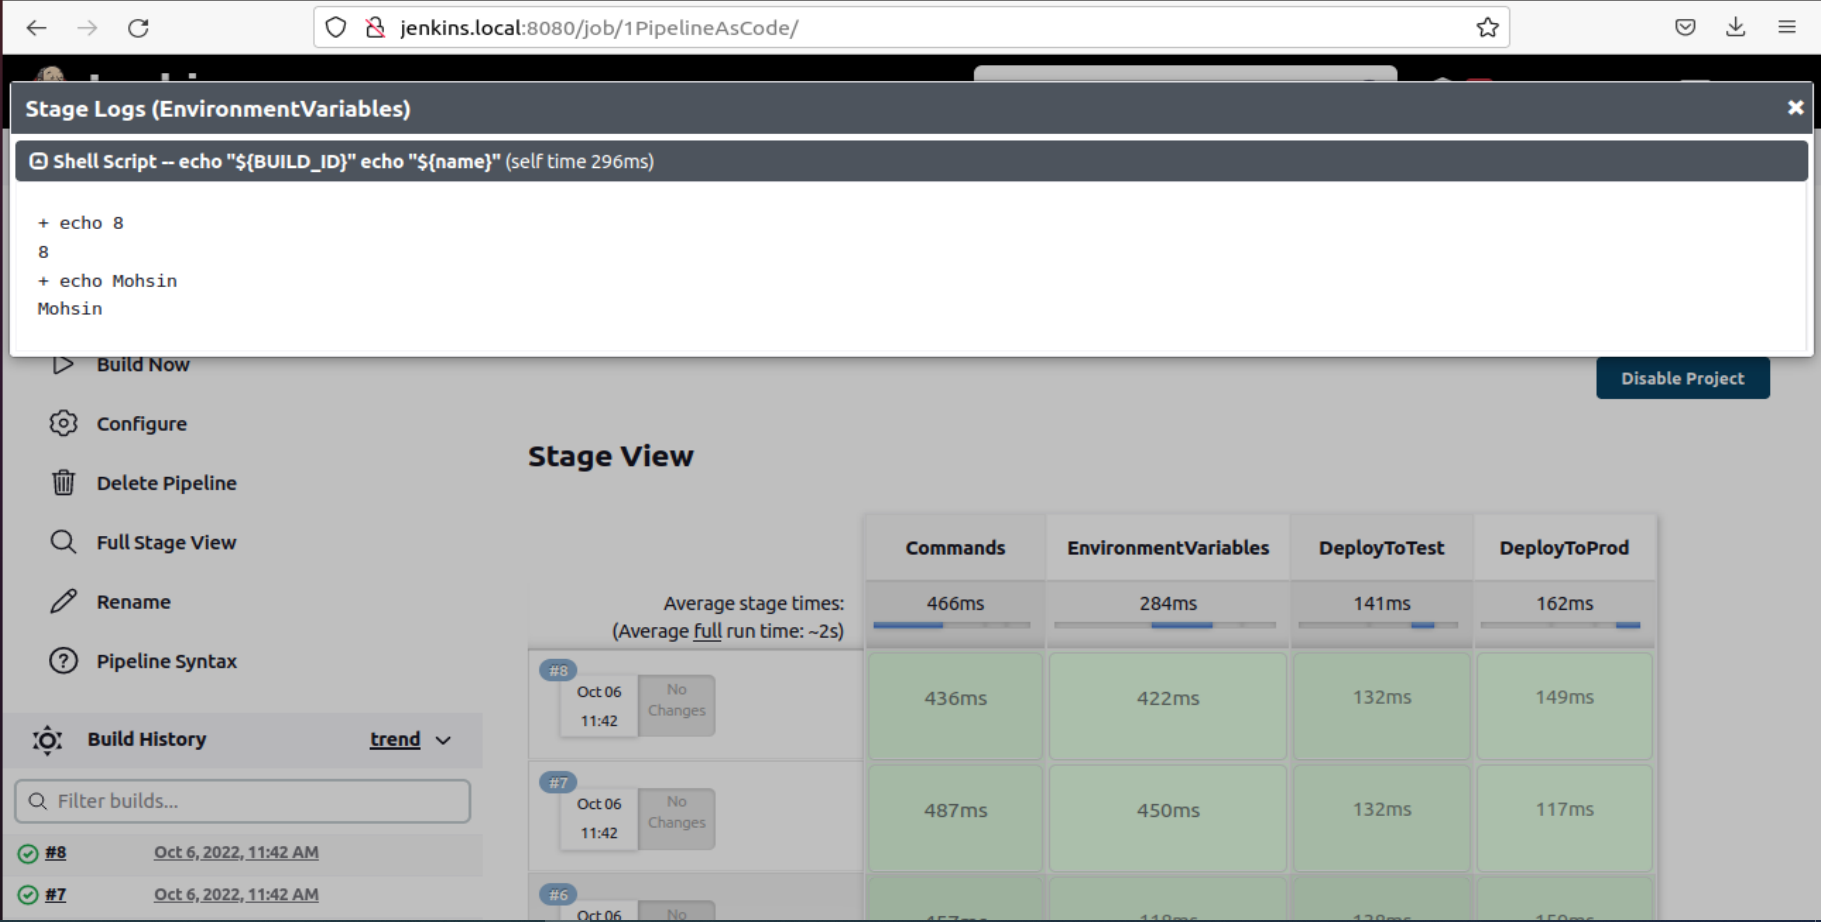 jenkins.local:8080/job/1PipelineAsCode/
Stage Logs (EnvironmentVariables)
Shell Script -- echo "${BUILD_ID}" echo "${name}" (self time 296ms)
+ echo 8
8
+ echo Mohsin
Mohsin
Build Now
Configure
Delete Pipeline
Full Stage View
Rename
Pipeline Syntax
Build History trend
Filter builds...
#8 Oct 6, 2022, 11:42 AM
#7 Oct 6, 2022, 11:42 AM
Disable Project
Stage View
Commands EnvironmentVariables DeployToTest DeployToProd
Average stage times: 466ms 284ms 141ms 162ms
(Average full run time: ~2s)
#8
Oct 06
11:42
No
Changes
436ms 422ms 132ms 149ms
#7
Oct 06
11:42
No
Changes
487ms 450ms 132ms 117ms
#6
Oct 06
No